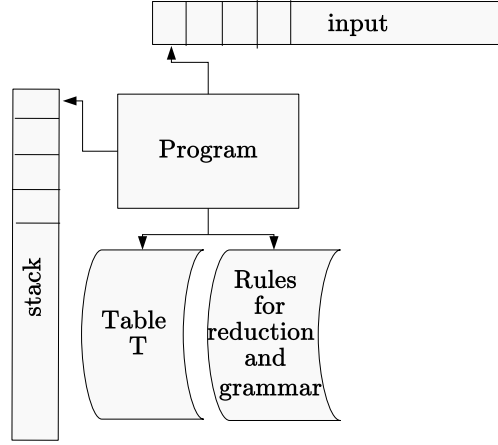 input
Program
stack
Table
T
Rules
for
reduction
and
grammar